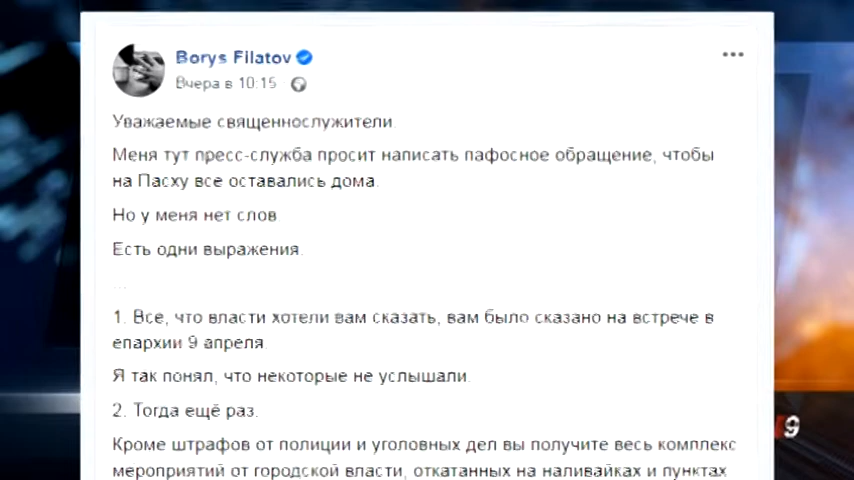 Borys Filatov
Вчера в 10:15
Уважаемые священнослужители.
Меня тут пресс-служба просит написать пафосное обращение, чтобы
на Пасху все оставались дома.
Но у меня нет слов
Есть одни выражения.
...
1. Все, что власти хотели вам сказать, вам было сказано на встрече в
епархии 9 апреля.
Я так понял, что некоторые не услышали.
2. Тогда ещё раз.
Кроме штрафов от полиции и уголовных дел вы получите весь комплекс
мероприятий от городской власти, откатанных на наливайках и пунктах
9